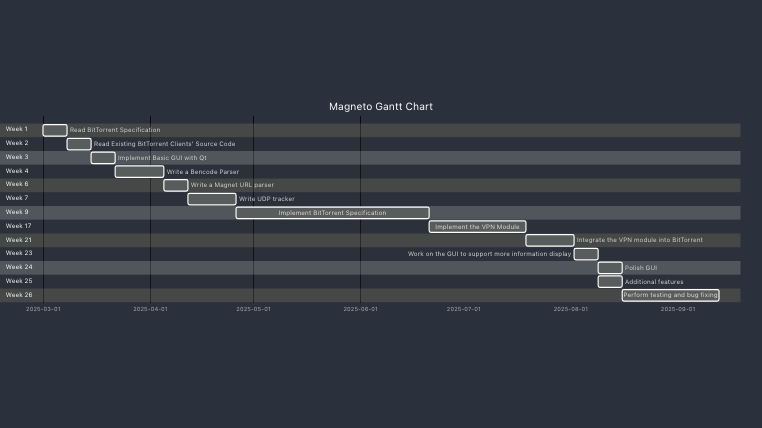 Magneto Gantt Chart
Week 1 Read BitTorrent Specification
Week 2 Read Existing BitTorrent Clients' Source Code
Week 3 Implement Basic GUI with Qt
Week 4 Write a Bencode Parser
Week 6 Write a Magnet URL parser
Week 7 Write UDP tracker
Week 9 Implement BitTorrent Specification
Week 17 Implement the VPN Module
Week 21 Integrate the VPN module into BitTorrent
Week 23 Work on the GUI to support more information display
Week 24 Polish GUI
Week 25 Additional features
Week 26 Perform testing and bug fixing
2025-03-01 2025-04-01 2025-05-01 2025-06-01 2025-07-01 2025-08-01 2025-09-01